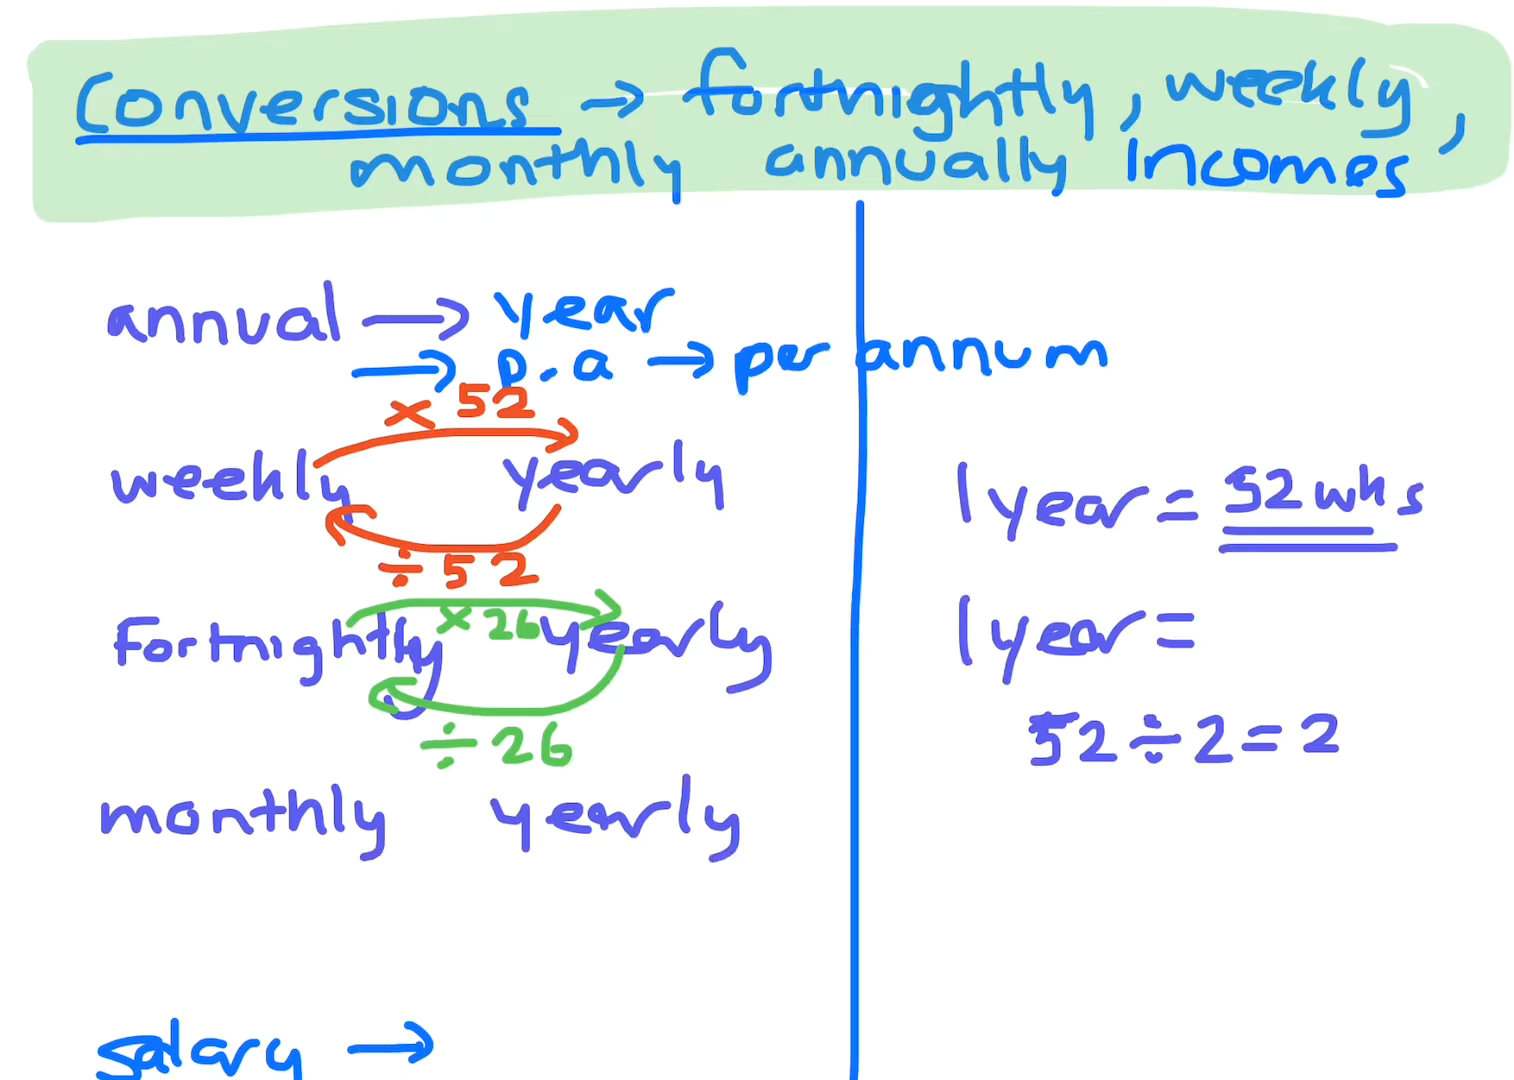 Conversions → fortnightly, weekly,
monthly annually incomes
annual → year
→ p.a → per annum
× 52
weekly yearly
÷ 52
1 year = 52 wks
× 26
Fortnightly yearly
÷ 26
1 year =
52 ÷ 2 = 2
monthly yearly
salary →